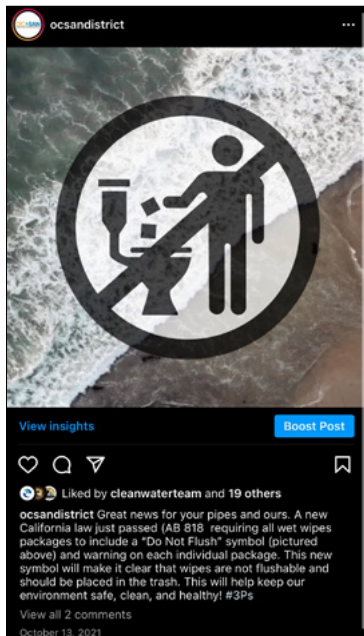 OCSAN
ocsandistrict
View insights
Boost Post
Liked by cleanwaterteam and 19 others
ocsandistrict Great news for your pipes and ours. A new
California law just passed (AB 818  requiring all wet wipes
packages to include a “Do Not Flush” symbol (pictured
above) and warning on each individual package. This new
symbol will make it clear that wipes are not flushable and
should be placed in the trash. This will help keep our
environment safe, clean, and healthy! #3Ps
View all 2 comments
October 13, 2021